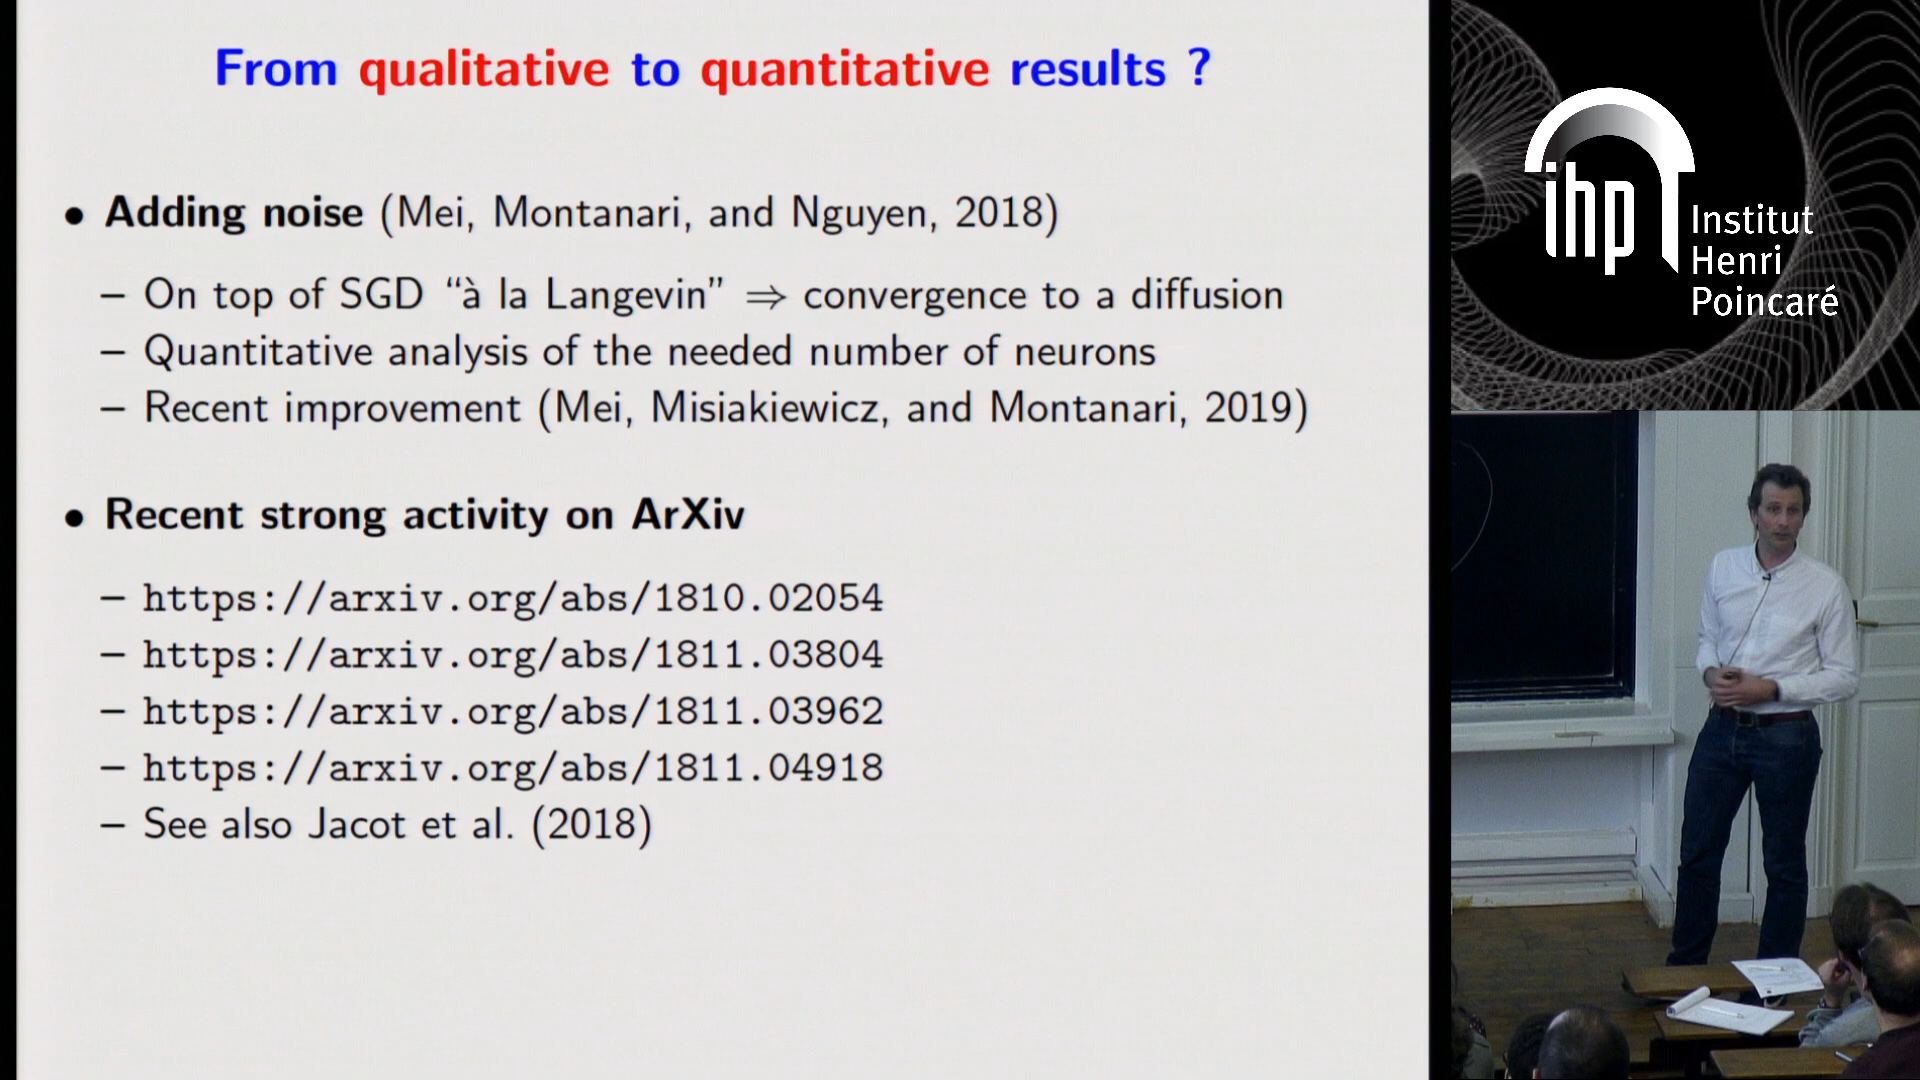 From qualitative to quantitative results ?
• Adding noise (Mei, Montanari, and Nguyen, 2018)
– On top of SGD “à la Langevin” ⇒ convergence to a diffusion
– Quantitative analysis of the needed number of neurons
– Recent improvement (Mei, Misiakiewicz, and Montanari, 2019)
• Recent strong activity on ArXiv
– https://arxiv.org/abs/1810.02054
– https://arxiv.org/abs/1811.03804
– https://arxiv.org/abs/1811.03962
– https://arxiv.org/abs/1811.04918
– See also Jacot et al. (2018)
ihp
Institut
Henri
Poincaré